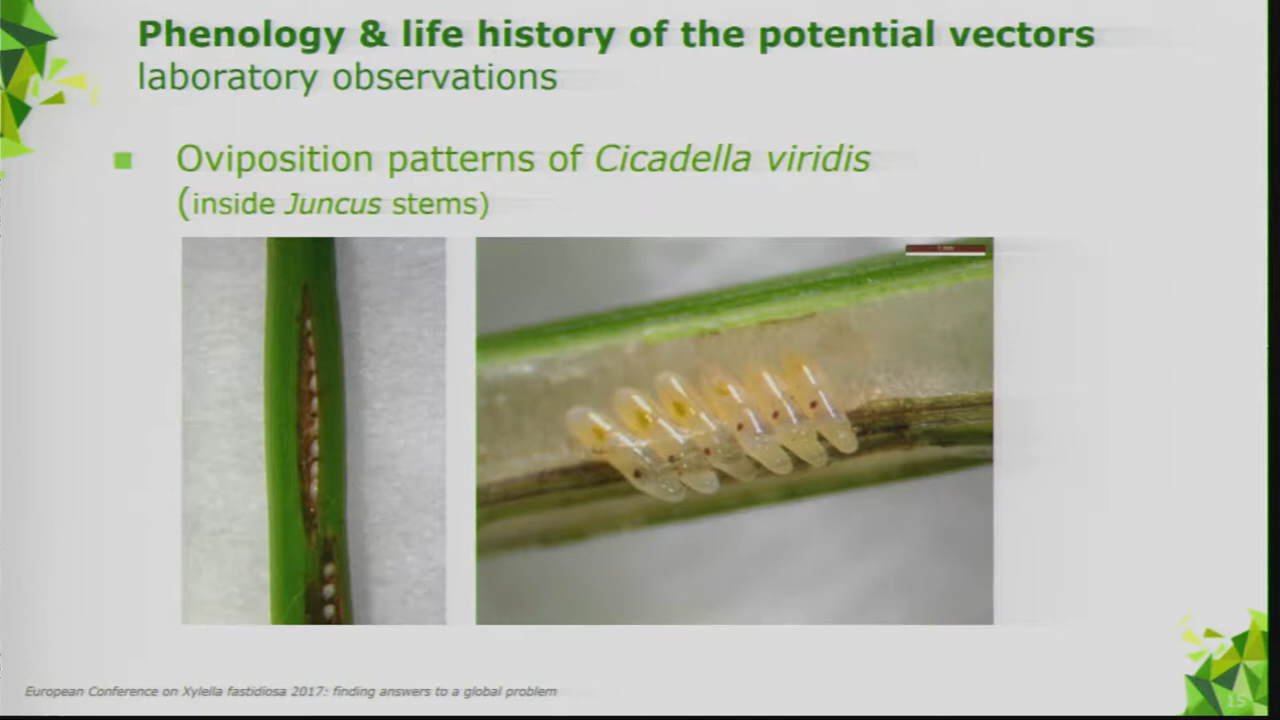 Phenology & life history of the potential vectors
laboratory observations
Oviposition patterns of Cicadella viridis
(inside Juncus stems)
European Conference on Xylella fastidiosa 2017: finding answers to a global problem
15